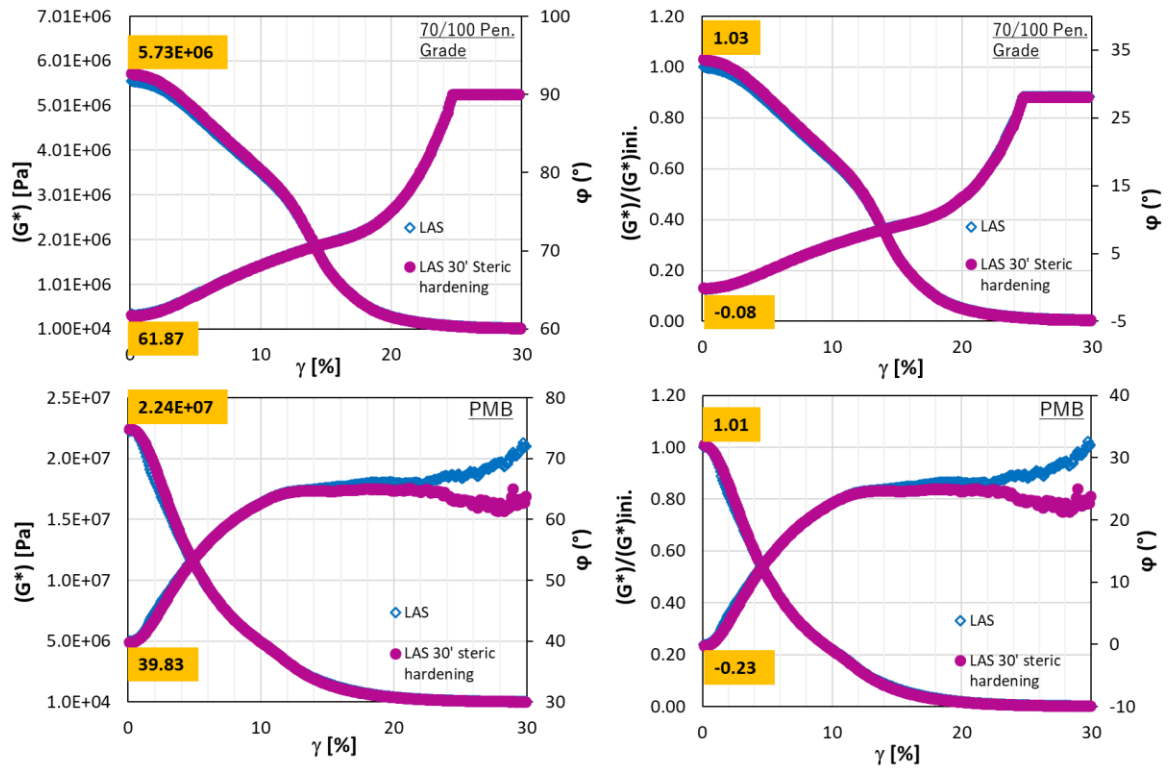 7.01E+06
6.01E+06
5.01E+06
4.01E+06
3.01E+06
2.01E+06
1.01E+06
1.00E+04
(G*) [Pa]
5.73E+06
61.87
70/100 Pen.
Grade
LAS
LAS 30' Steric
hardening
100
90
80
70
60
φ (°)
0
10
20
30
γ [%]
1.20
1.00
0.80
0.60
0.40
0.20
0.00
(G*)/(G*)ini.
1.03
-0.08
70/100 Pen.
Grade
LAS
LAS 30' Steric
hardening
35
25
15
5
-5
φ (°)
0
10
20
30
γ [%]
2.5E+07
2.0E+07
1.5E+07
1.0E+07
5.0E+06
1.0E+04
(G*) [Pa]
2.24E+07
39.83
PMB
LAS
LAS 30' steric
hardening
80
70
60
50
40
30
φ (°)
0
10
20
30
γ [%]
1.20
1.00
0.80
0.60
0.40
0.20
0.00
(G*)/(G*)ini.
1.01
-0.23
PMB
LAS
LAS 30' steric
hardening
40
30
20
10
0
-10
φ (°)
0
10
20
30
γ [%]